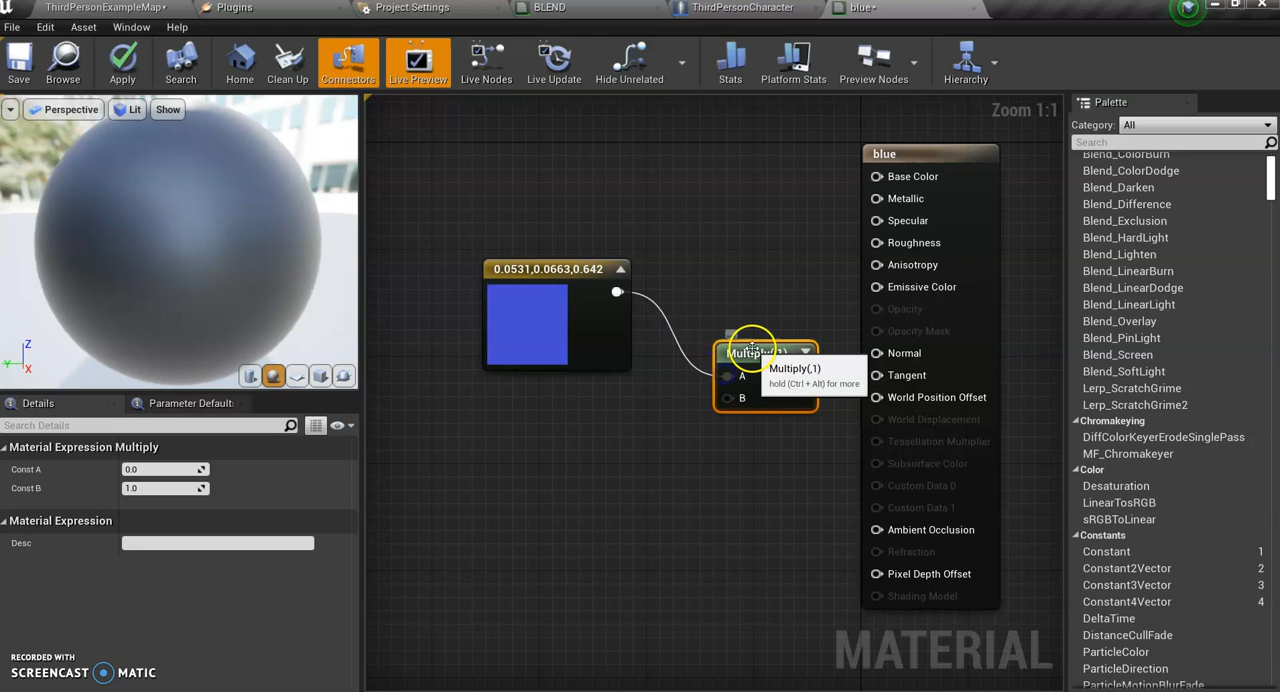 ThirdPersonExampleMap*
Plugins
Project Settings
BLEND
ThirdPersonCharacter
blue*
File Edit Asset Window Help
Save Browse Apply Search Home Clean Up Connectors Live Preview Live Nodes Live Update Hide Unrelated Stats Platform Stats Preview Nodes Hierarchy
Perspective Lit Show
Zoom 1:1
Z
Y
X
0.0531,0.0663,0.642
Multiply(,1)
A
B
Multiply(,1)
hold (Ctrl + Alt) for more
blue
Base Color
Metallic
Specular
Roughness
Anisotropy
Emissive Color
Opacity
Opacity Mask
Normal
Tangent
World Position Offset
World Displacement
Tessellation Multiplier
Subsurface Color
Custom Data 0
Custom Data 1
Ambient Occlusion
Refraction
Pixel Depth Offset
Shading Model
MATERIAL
Palette
Category: All
Search
Blend_ColorBurn
Blend_ColorDodge
Blend_Darken
Blend_Difference
Blend_Exclusion
Blend_HardLight
Blend_Lighten
Blend_LinearBurn
Blend_LinearDodge
Blend_LinearLight
Blend_Overlay
Blend_PinLight
Blend_Screen
Blend_SoftLight
Lerp_ScratchGrime
Lerp_ScratchGrime2
Chromakeying
DiffColorKeyerErodeSinglePass
MF_Chromakeyer
Color
Desaturation
LinearTosRGB
sRGBToLinear
Constants
Constant 1
Constant2Vector 2
Constant3Vector 3
Constant4Vector 4
DeltaTime
DistanceCullFade
ParticleColor
ParticleDirection
ParticleMotionBlurFade
Details
Parameter Default:
Search Details
Material Expression Multiply
Const A 0.0
Const B 1.0
Material Expression
Desc
RECORDED WITH
SCREENCAST MATIC